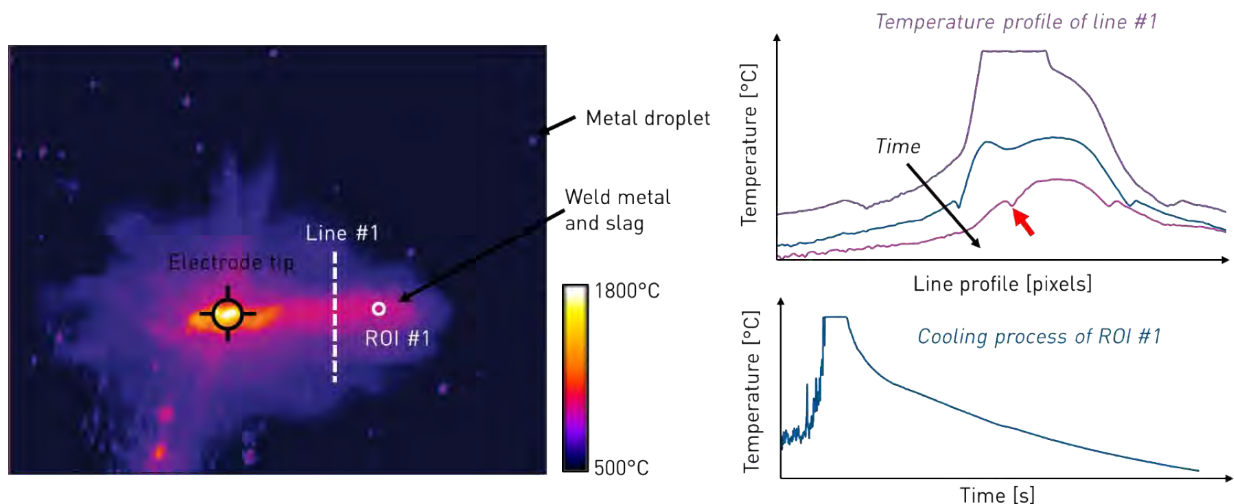 Metal droplet
Weld metal
and slag
Line #1
Electrode tip
ROI #1
1800°C
500°C
Temperature profile of line #1
Temperature [°C]
Time
Line profile [pixels]
Cooling process of ROI #1
Temperature [°C]
Time [s]